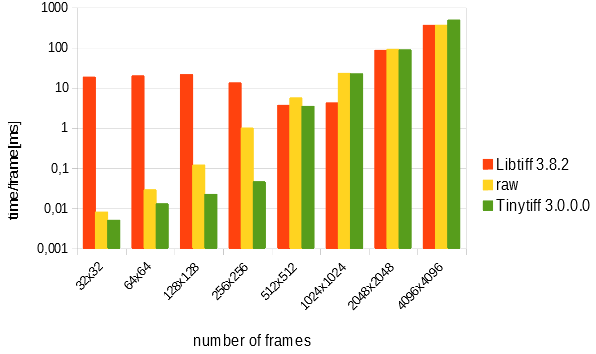 1000
100
10
1
0,1
0,01
0,001
time/frame[ms]
32x32
64x64
128x128
256x256
512x512
1024x1024
2048x2048
4096x4096
number of frames
Libtiff 3.8.2
raw
Tinytiff 3.0.0.0